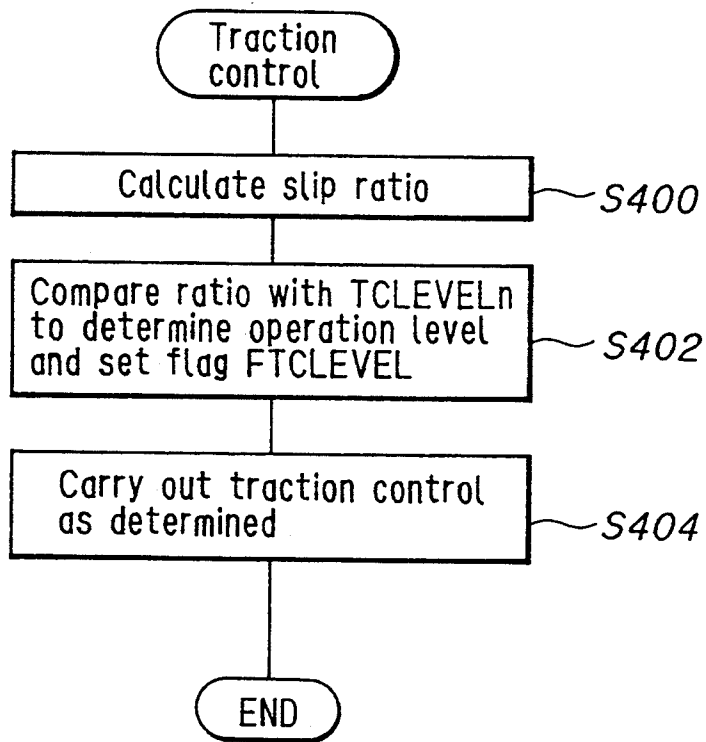 Traction
control
Calculate slip ratio
S400
Compare ratio with TCLEVELn
to determine operation level
and set flag FTCLEVEL
S402
Carry out traction control
as determined
S404
END